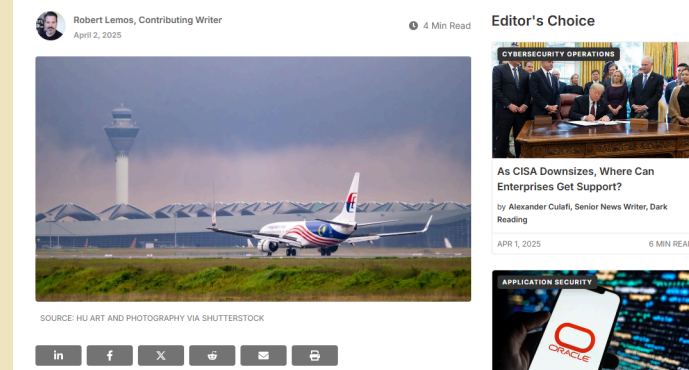 Robert Lemos, Contributing Writer
April 2, 2025
4 Min Read
SOURCE: HU ART AND PHOTOGRAPHY VIA SHUTTERSTOCK
in
f
X
Editor's Choice
CYBERSECURITY OPERATIONS
As CISA Downsizes, Where Can
Enterprises Get Support?
by Alexander Culafi, Senior News Writer, Dark
Reading
APR 1, 2025
6 MIN READ
APPLICATION SECURITY
ORACLE